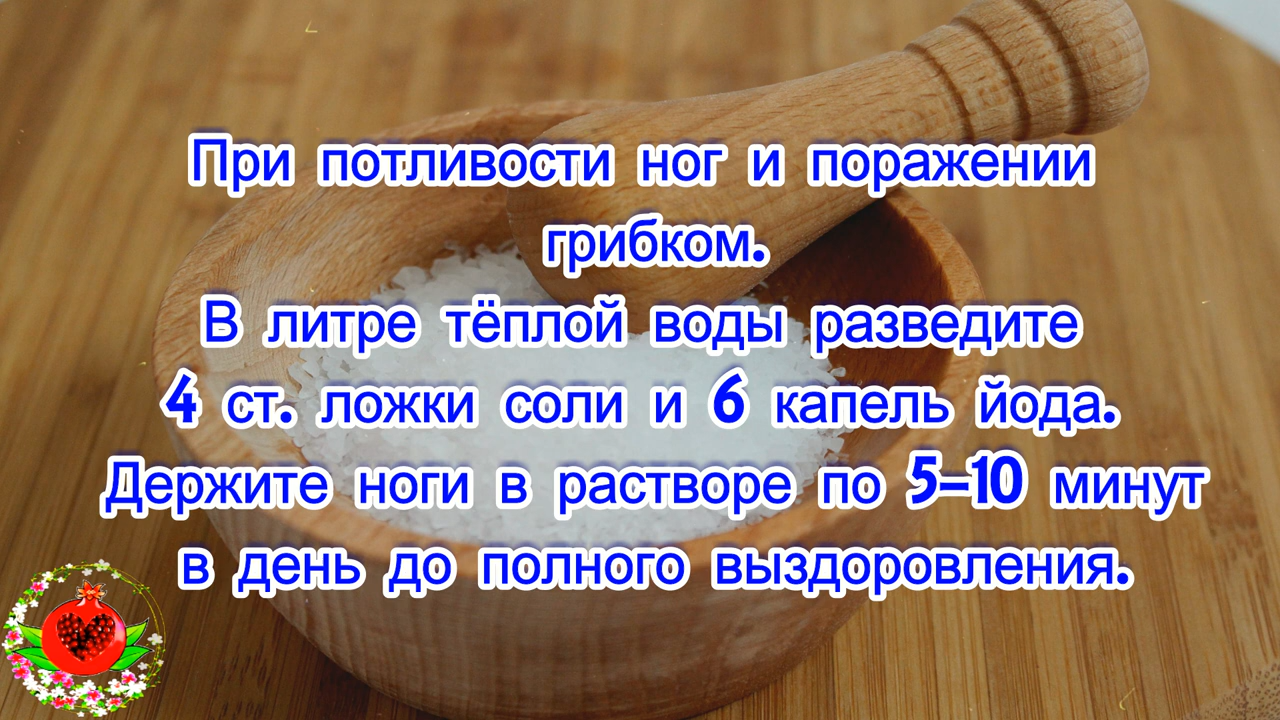 При потливости ног и поражении
грибком.
В литре тёплой воды разведите
4 ст. ложки соли и 6 капель йода.
Держите ноги в растворе по 5–10 минут
в день до полного выздоровления.